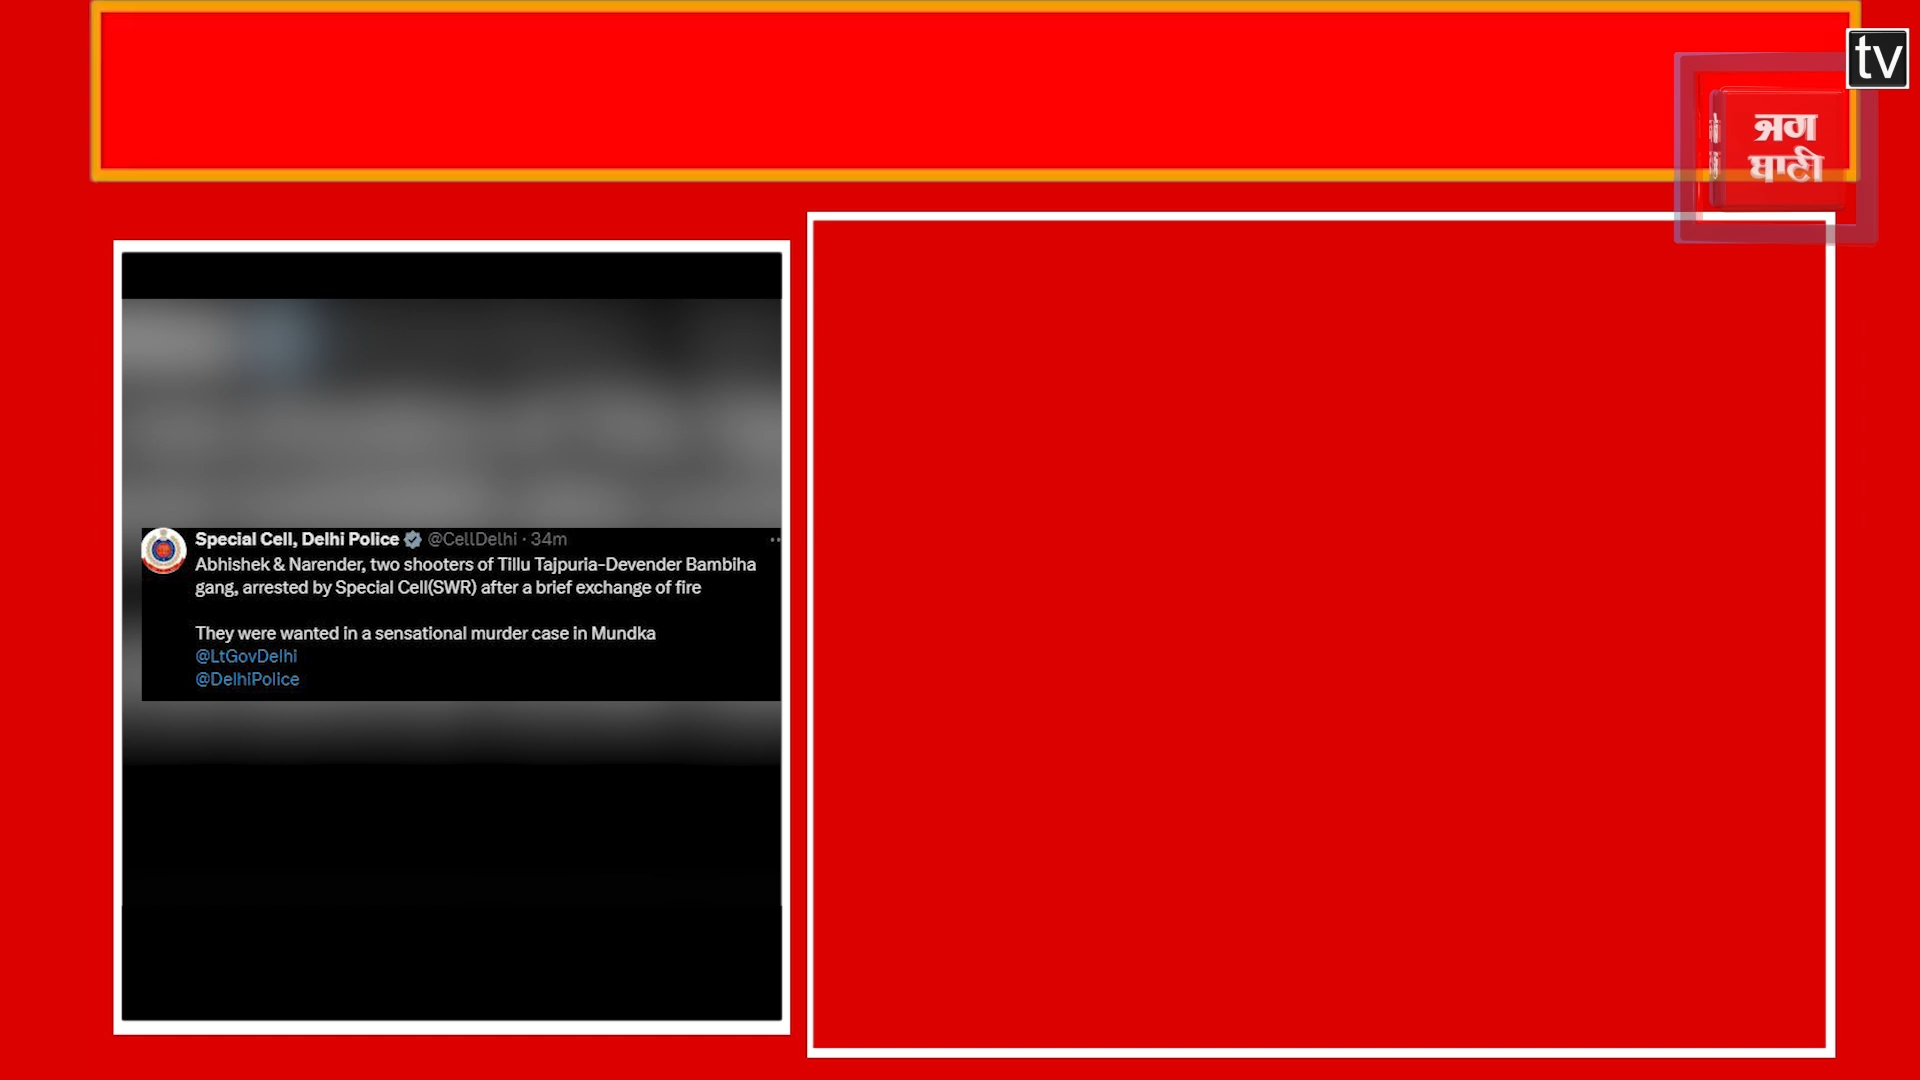 tv
ਜਗ
ਬਾਣੀ
Special Cell, Delhi Police @CellDelhi · 34m
Abhishek & Narender, two shooters of Tillu Tajpuria-Devender Bambiha
gang, arrested by Special Cell(SWR) after a brief exchange of fire
They were wanted in a sensational murder case in Mundka
@LtGovDelhi
@DelhiPolice